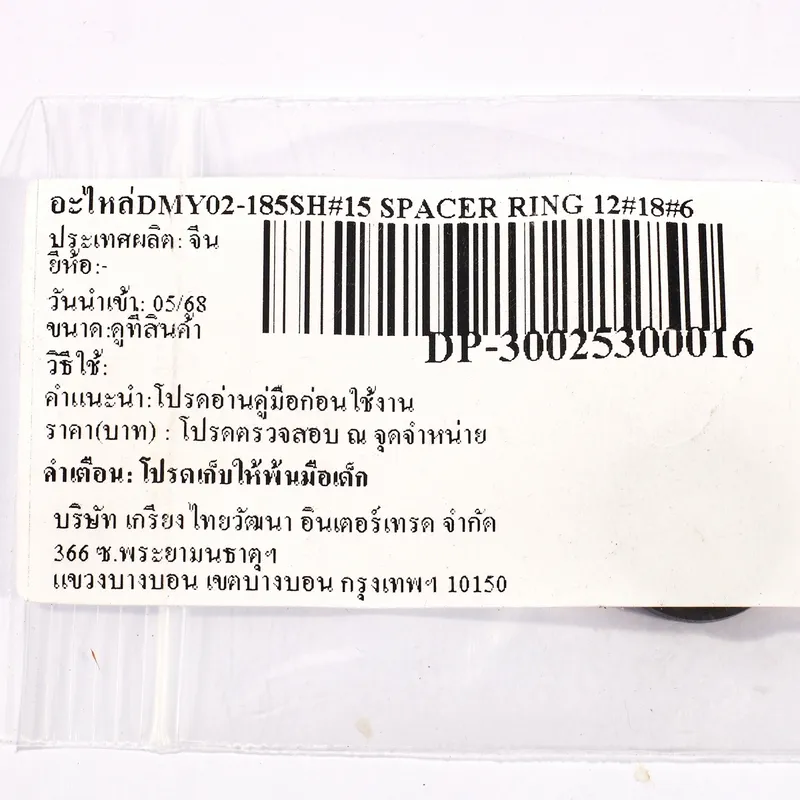 อะไหล่DMY02-185SH#15 SPACER RING 12#18#6
ประเทศผลิต: จีน
ยี่ห้อ:-
วันนำเข้า: 05/68
ขนาด:ดูที่สินค้า
DP-30025300016
วิธีใช้:
คำแนะนำ:โปรดอ่านคู่มือก่อนใช้งาน
ราคา(บาท) : โปรดตรวจสอบ ณ จุดจำหน่าย
คำเตือน: โปรดเก็บให้พ้นมือเด็ก
บริษัท เกรียงไทยวัฒนา อินเตอร์เทรด จำกัด
366 ซ.พระยามนธาตุฯ
แขวงบางบอน เขตบางบอน กรุงเทพฯ 10150